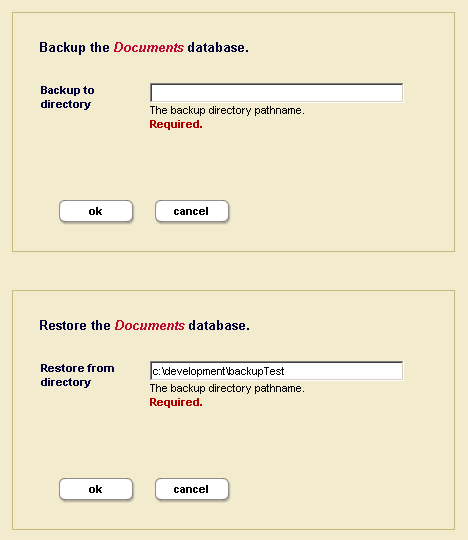 Backup the Documents database.
Backup to
directory
The backup directory pathname.
Required.
ok cancel
Restore the Documents database.
Restore from
directory
c:\development\backupTest
The backup directory pathname.
Required.
ok cancel